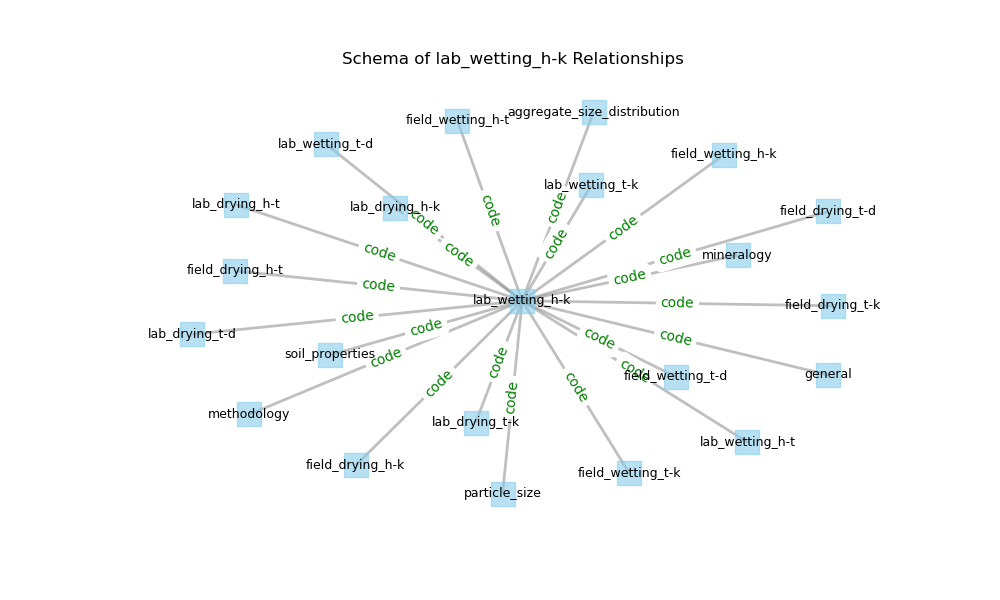 Schema of lab_wetting_h-k Relationships
aggregate_size_distribution
field_wetting_h-t
lab_wetting_t-d
field_wetting_h-k
lab_wetting_t-k
lab_drying_h-t
lab_drying_h-k
code
code
field_drying_t-d
code
code
code
code
code
code
mineralogy
field_drying_h-t
code
code
lab_wetting_h-k
code
field_drying_t-k
code
lab_drying_t-d
code
code
code
soil_properties
code
code
code
field_wetting_t-d
general
code
code
code
methodology
lab_drying_t-k
lab_wetting_h-t
field_drying_h-k
field_wetting_t-k
particle_size